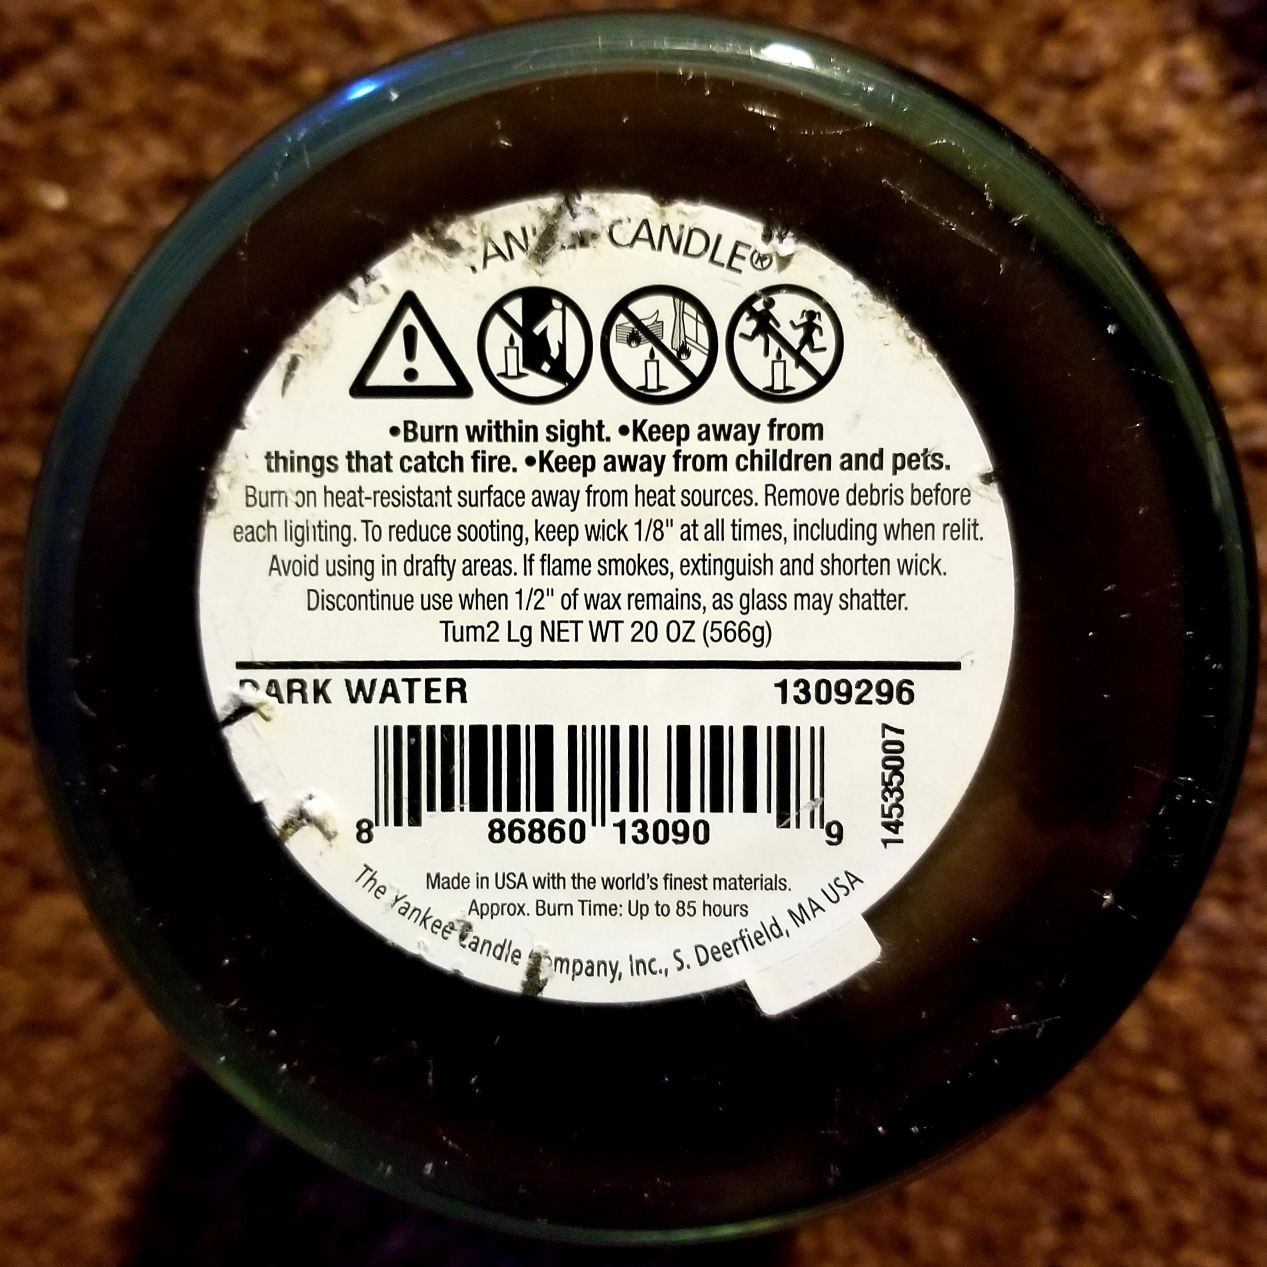 CANDLE®
•Burn within sight. •Keep away from
things that catch fire. •Keep away from children and pets.
Burn on heat-resistant surface away from heat sources. Remove debris before
each lighting. To reduce sooting, keep wick 1/8" at all times, including when relit.
Avoid using in drafty areas. If flame smokes, extinguish and shorten wick.
Discontinue use when 1/2" of wax remains, as glass may shatter.
Tum2 Lg NET WT 20 OZ (566g)
DARK WATER 1309296
14535007
8 86860 13090 9
Made in USA with the world's finest materials.
Approx. Burn Time: Up to 85 hours
The Yankee Candle Company, Inc., S. Deerfield, MA USA